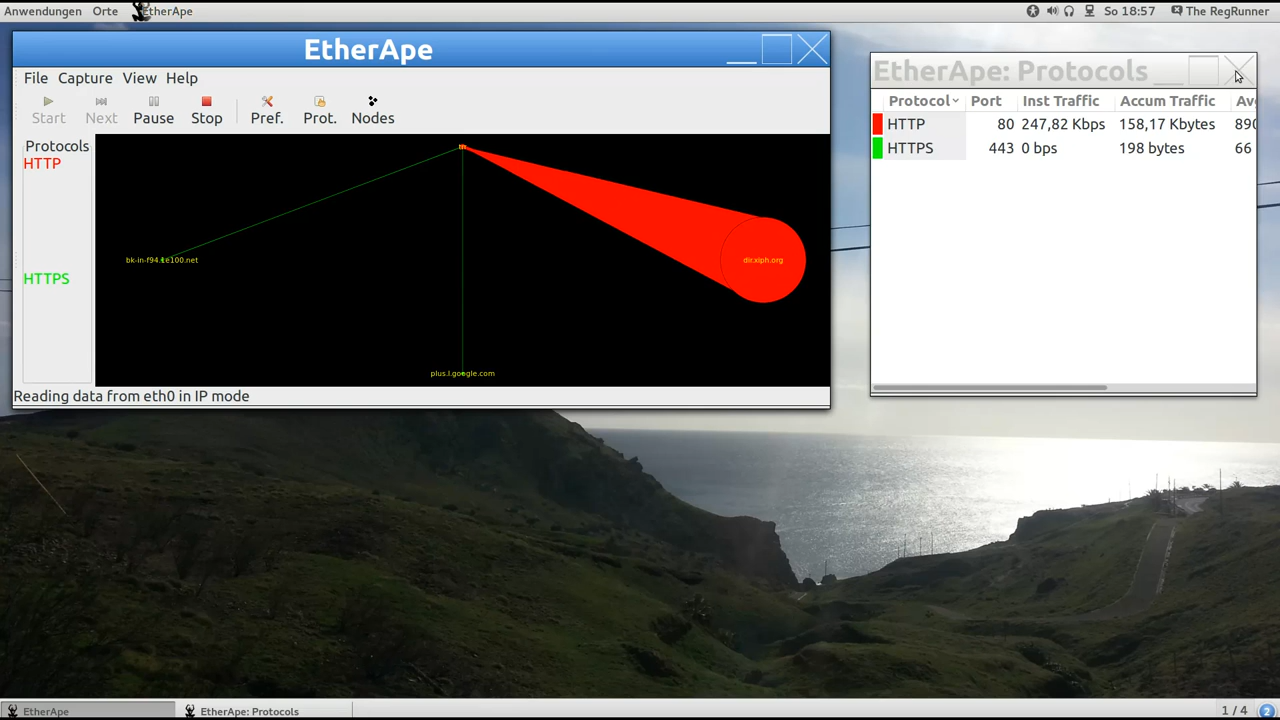 Anwendungen Orte EtherApe So 18:57 The RegRunner
EtherApe
File Capture View Help
Start Next Pause Stop Pref. Prot. Nodes
Protocols
HTTP
HTTPS
dir.xiph.org
plus.l.google.com
Reading data from eth0 in IP mode
EtherApe: Protocols
Protocol Port Inst Traffic Accum Traffic Av
HTTP 80 247,82 Kbps 158,17 Kbytes 890
HTTPS 443 0 bps 198 bytes 66
EtherApe EtherApe: Protocols 1 / 4 2